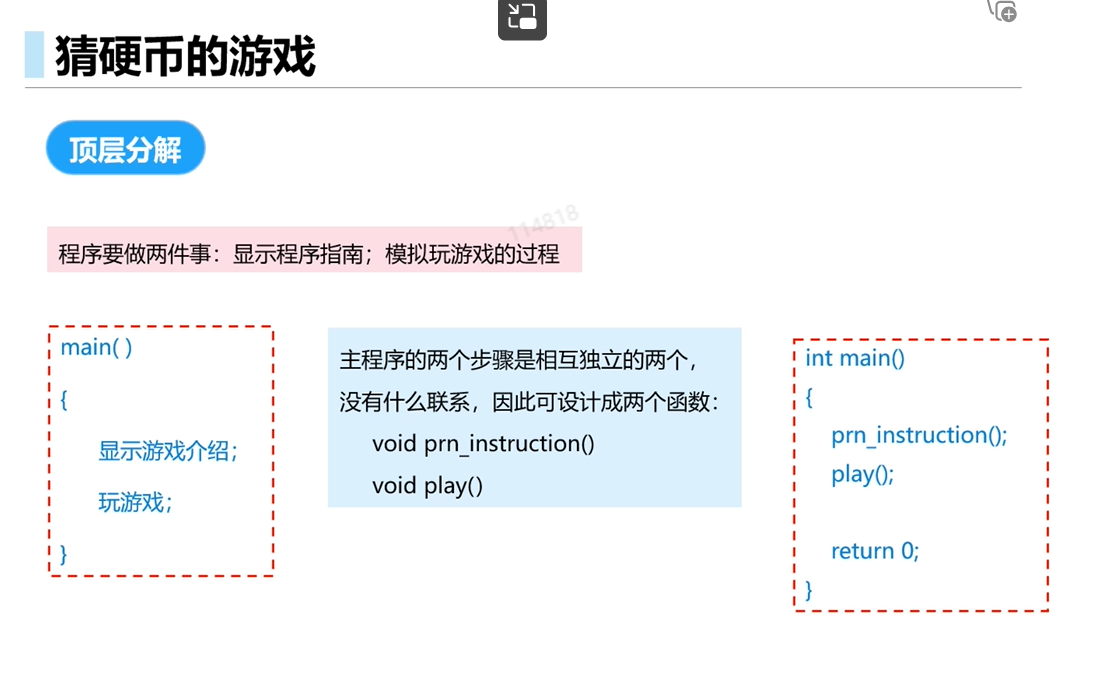 猜硬币的游戏
顶层分解
114818
程序要做两件事：显示程序指南；模拟玩游戏的过程
main( )
{
显示游戏介绍；
玩游戏；
}
主程序的两个步骤是相互独立的两个，
没有什么联系，因此可设计成两个函数：
void prn_instruction()
void play()
int main()
{
prn_instruction();
play();
return 0;
}